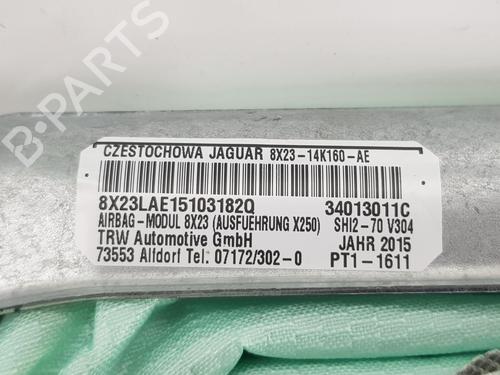 B-PARTS
CZESTOCHOWA JAGUAR 8X23-14K160-AE
8X23LAE15103182Q 34013011C
AIRBAG-MODUL 8X23 (AUSFUEHRUNG X250) SHI2-70 V304
TRW Automotive GmbH JAHR 2015
73553 Alfdorf Tel. 07172/302-0 PT1-1611